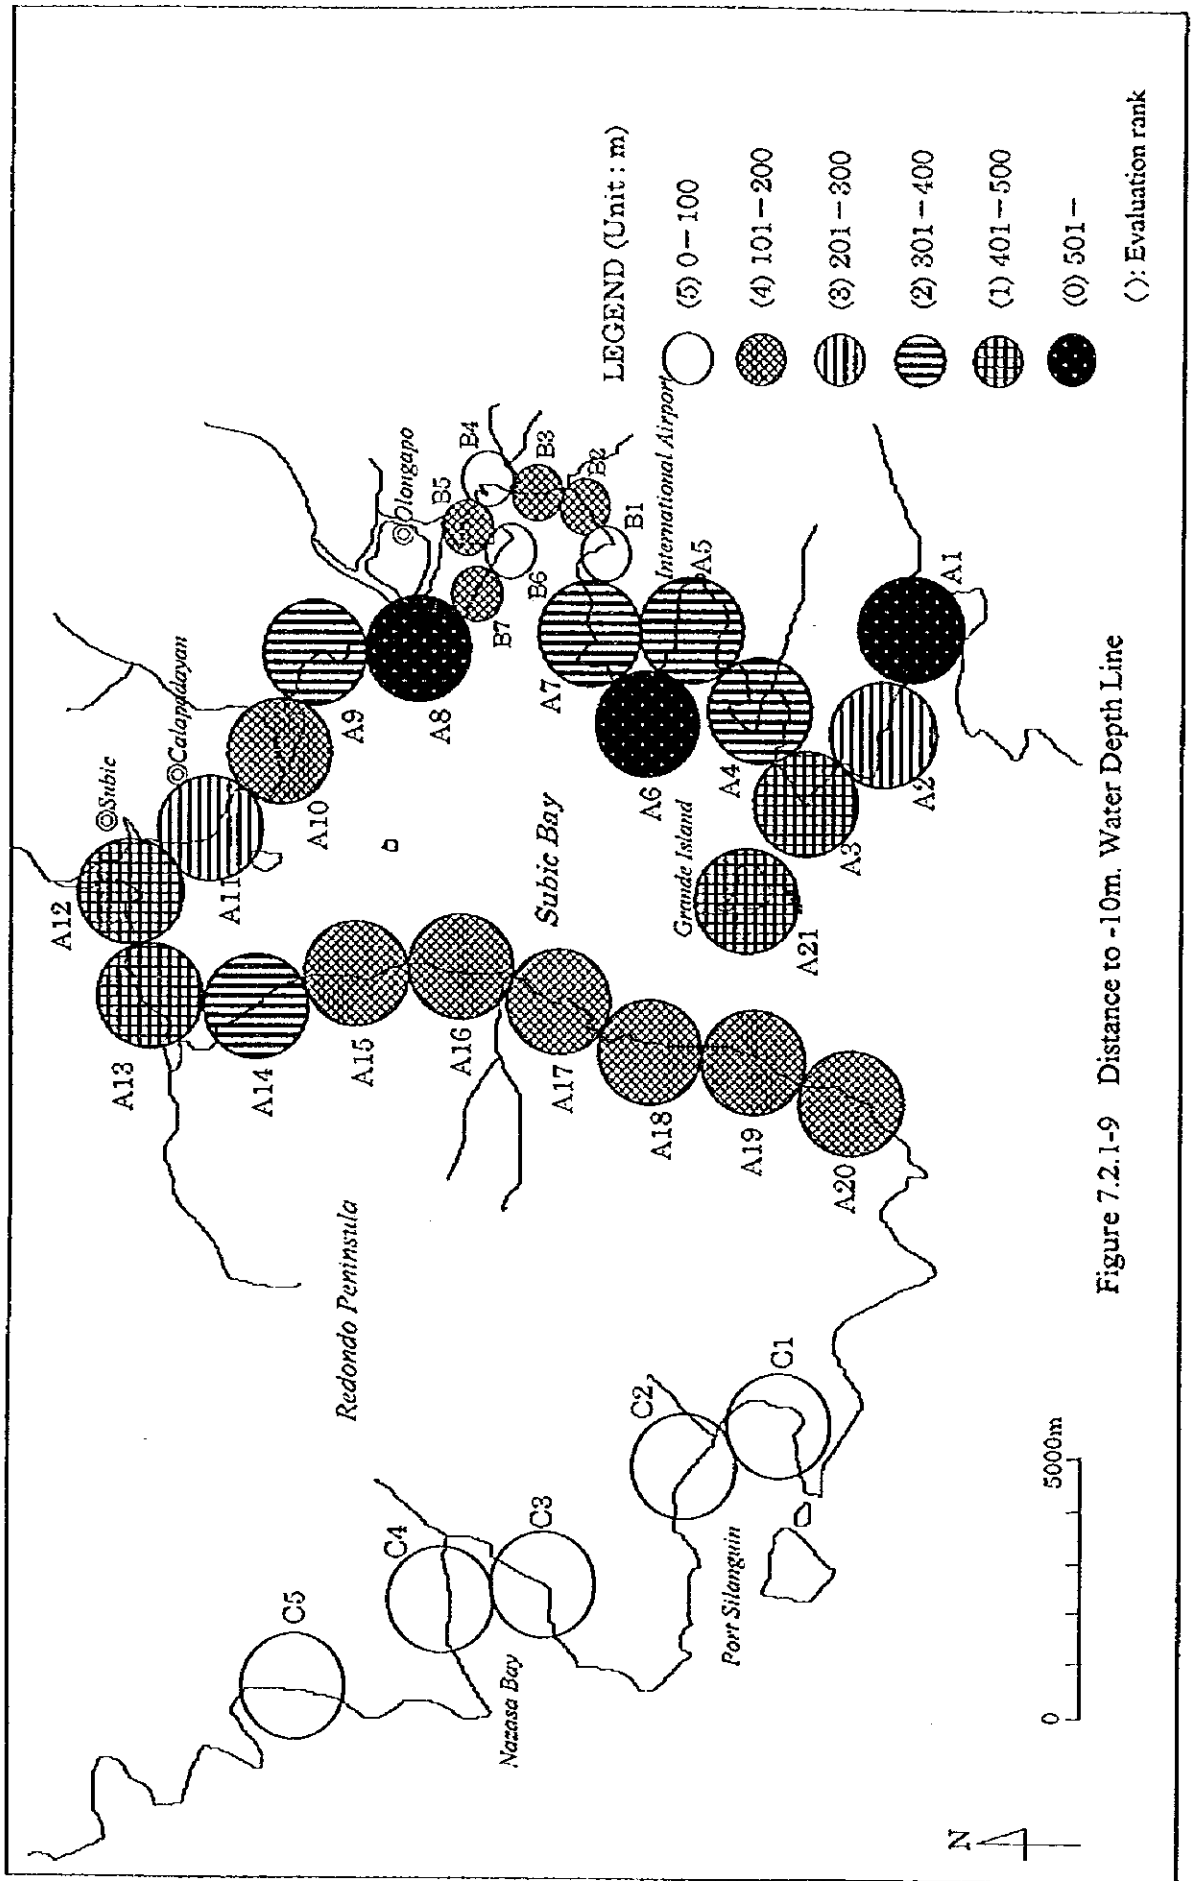 Subic
Calapadayan
Olongapo
A12
A13
A11
A10
A9
A8
A14
A15
A16
A17
A18
A19
A20
A21
B5
B4
B3
B2
B1
B6
B7
A7
A6
A5
A4
A3
A2
A1
International Airport
Subic Bay
Grande Island
Redondo Peninsula
C5
C4
C3
C2
C1
Nazasa Bay
Port Silanguin
LEGEND (Unit : m)
(5) 0－100
(4) 101－200
(3) 201－300
(2) 301－400
(1) 401－500
(0) 501－
( ): Evaluation rank
N
0 5000m
Figure 7.2.1-9 Distance to -10m. Water Depth Line